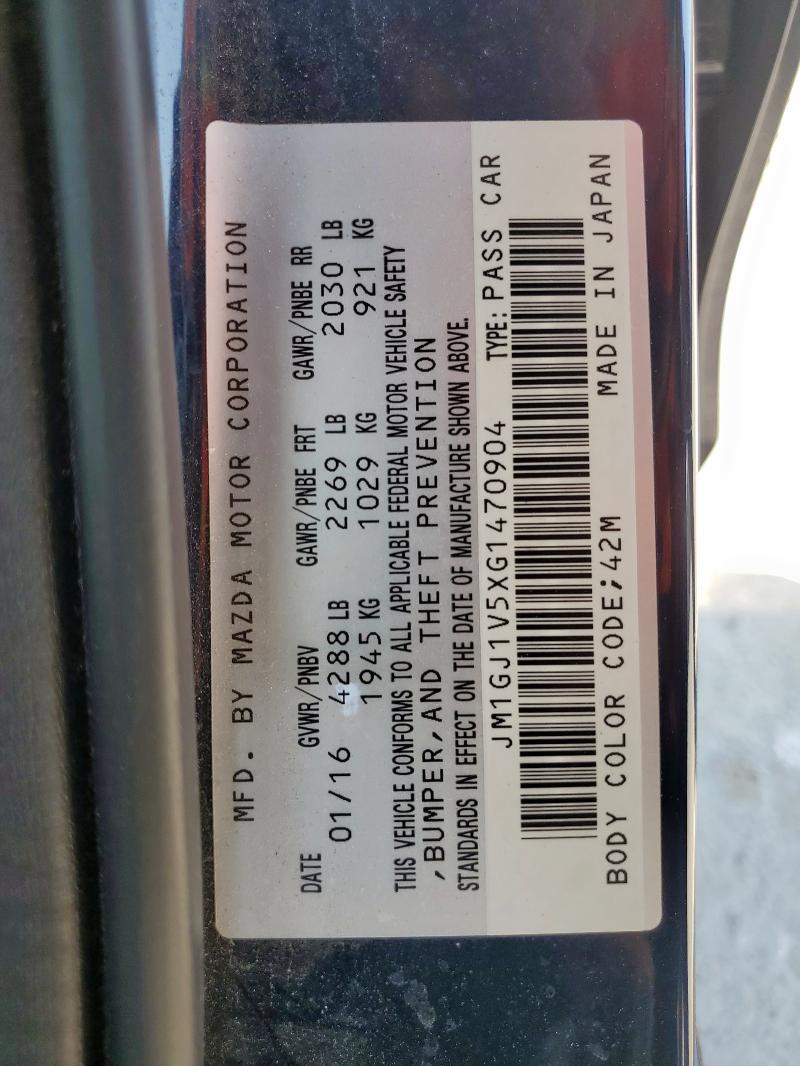 MFD. BY MAZDA MOTOR CORPORATION
DATE GVWR/PNBV GAWR/PNBE FRT GAWR/PNBE RR
01/16 4288 LB 2269 LB 2030 LB
1945 KG 1029 KG 921 KG
THIS VEHICLE CONFORMS TO ALL APPLICABLE FEDERAL MOTOR VEHICLE SAFETY
,BUMPER,AND THEFT PREVENTION
STANDARDS IN EFFECT ON THE DATE OF MANUFACTURE SHOWN ABOVE.
JM1GJ1V5XG1470904 TYPE: PASS CAR
BODY COLOR CODE;42M MADE IN JAPAN